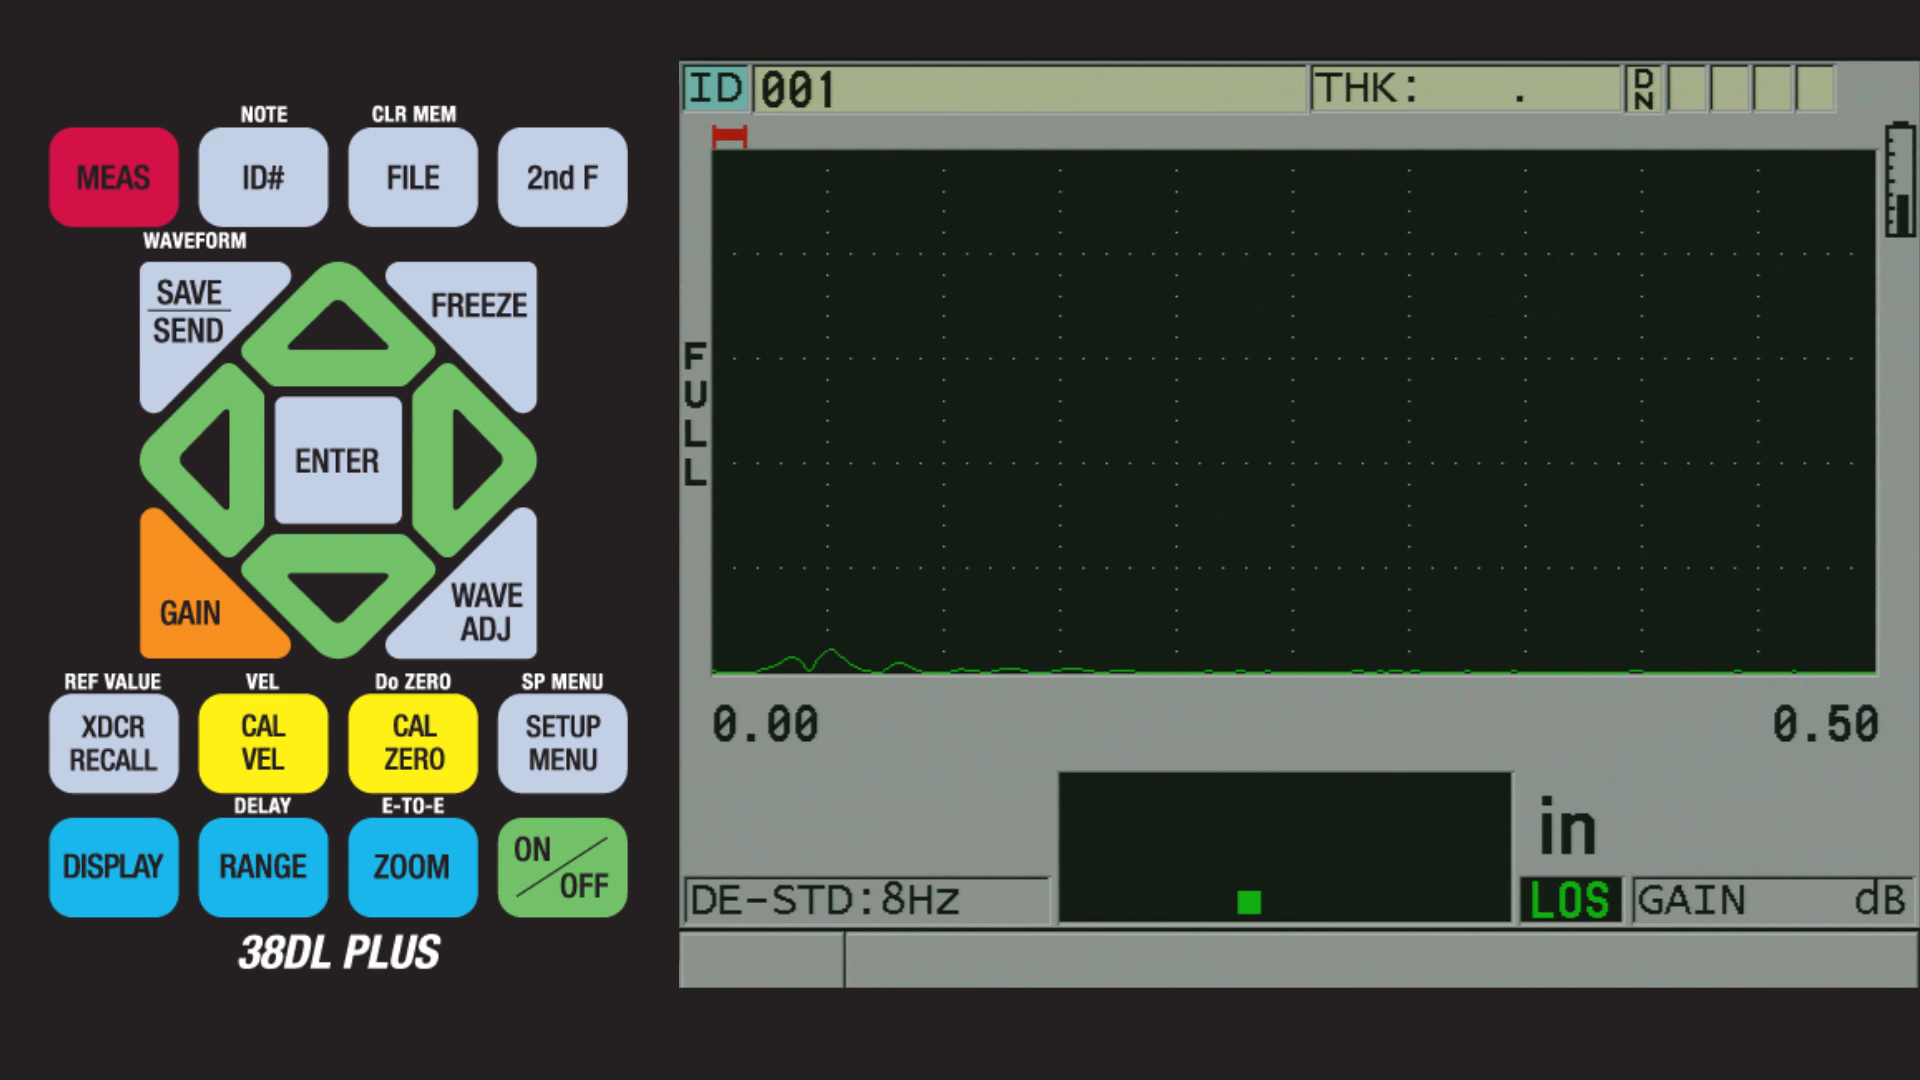 NOTE
CLR MEM
MEAS
ID#
FILE
2nd F
WAVEFORM
SAVE
SEND
FREEZE
ENTER
GAIN
WAVE
ADJ
REF VALUE
VEL
Do ZERO
SP MENU
XDCR
RECALL
CAL
VEL
CAL
ZERO
SETUP
MENU
DELAY
E-TO-E
DISPLAY
RANGE
ZOOM
ON
OFF
38DL PLUS
ID 001 THK: . DN
FULL
0.00 0.50
in
DE-STD:8Hz
LOS
GAIN dB